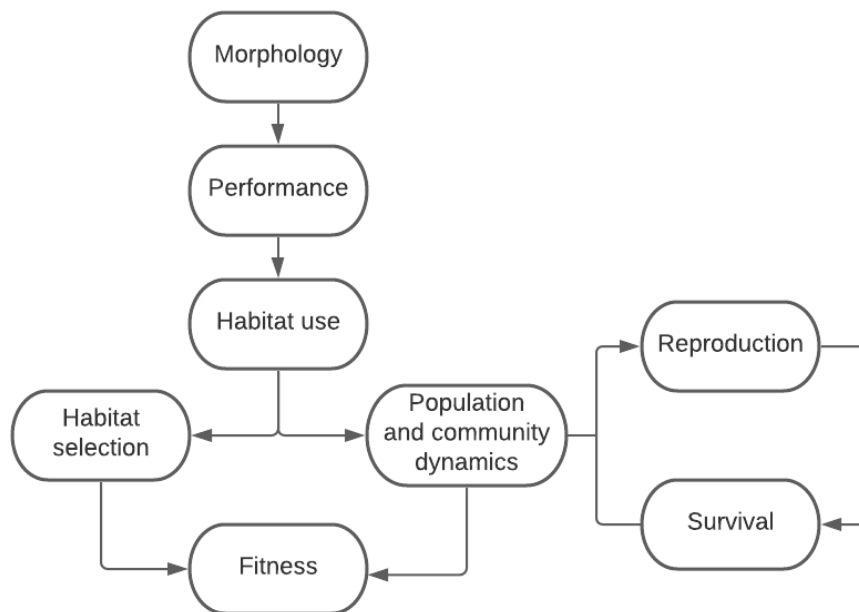 Morphology
Performance
Habitat use
Habitat
selection
Population
and community
dynamics
Reproduction
Survival
Fitness